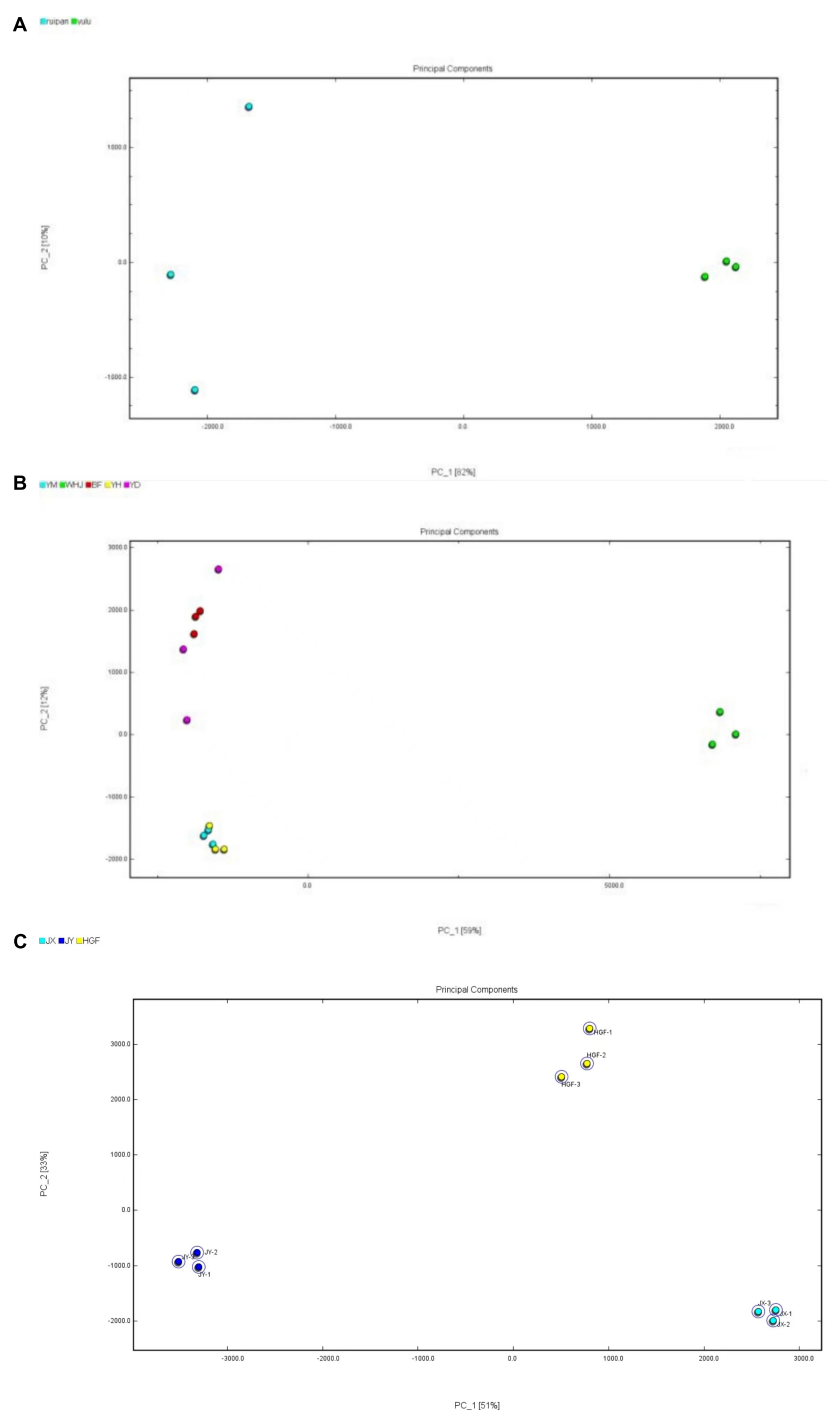 A
ruipan yulu
Principal Components
1000.0
0.0
-1000.0
PC_2 [10%]
-2000.0 -1000.0 0.0 1000.0 2000.0
PC_1 [82%]
B
YM WHJ BF YH YD
Principal Components
3000.0
2000.0
1000.0
0.0
-1000.0
-2000.0
PC_2 [12%]
0.0 5000.0
PC_1 [59%]
C
JX JY HGF
Principal Components
3000.0
2000.0
1000.0
0.0
-1000.0
-2000.0
PC_2 [33%]
HGF-1
HGF-2
HGF-3
JY-2
JY-1
JX-3
JX-1
JX-2
-3000.0 -2000.0 -1000.0 0.0 1000.0 2000.0 3000.0
PC_1 [51%]